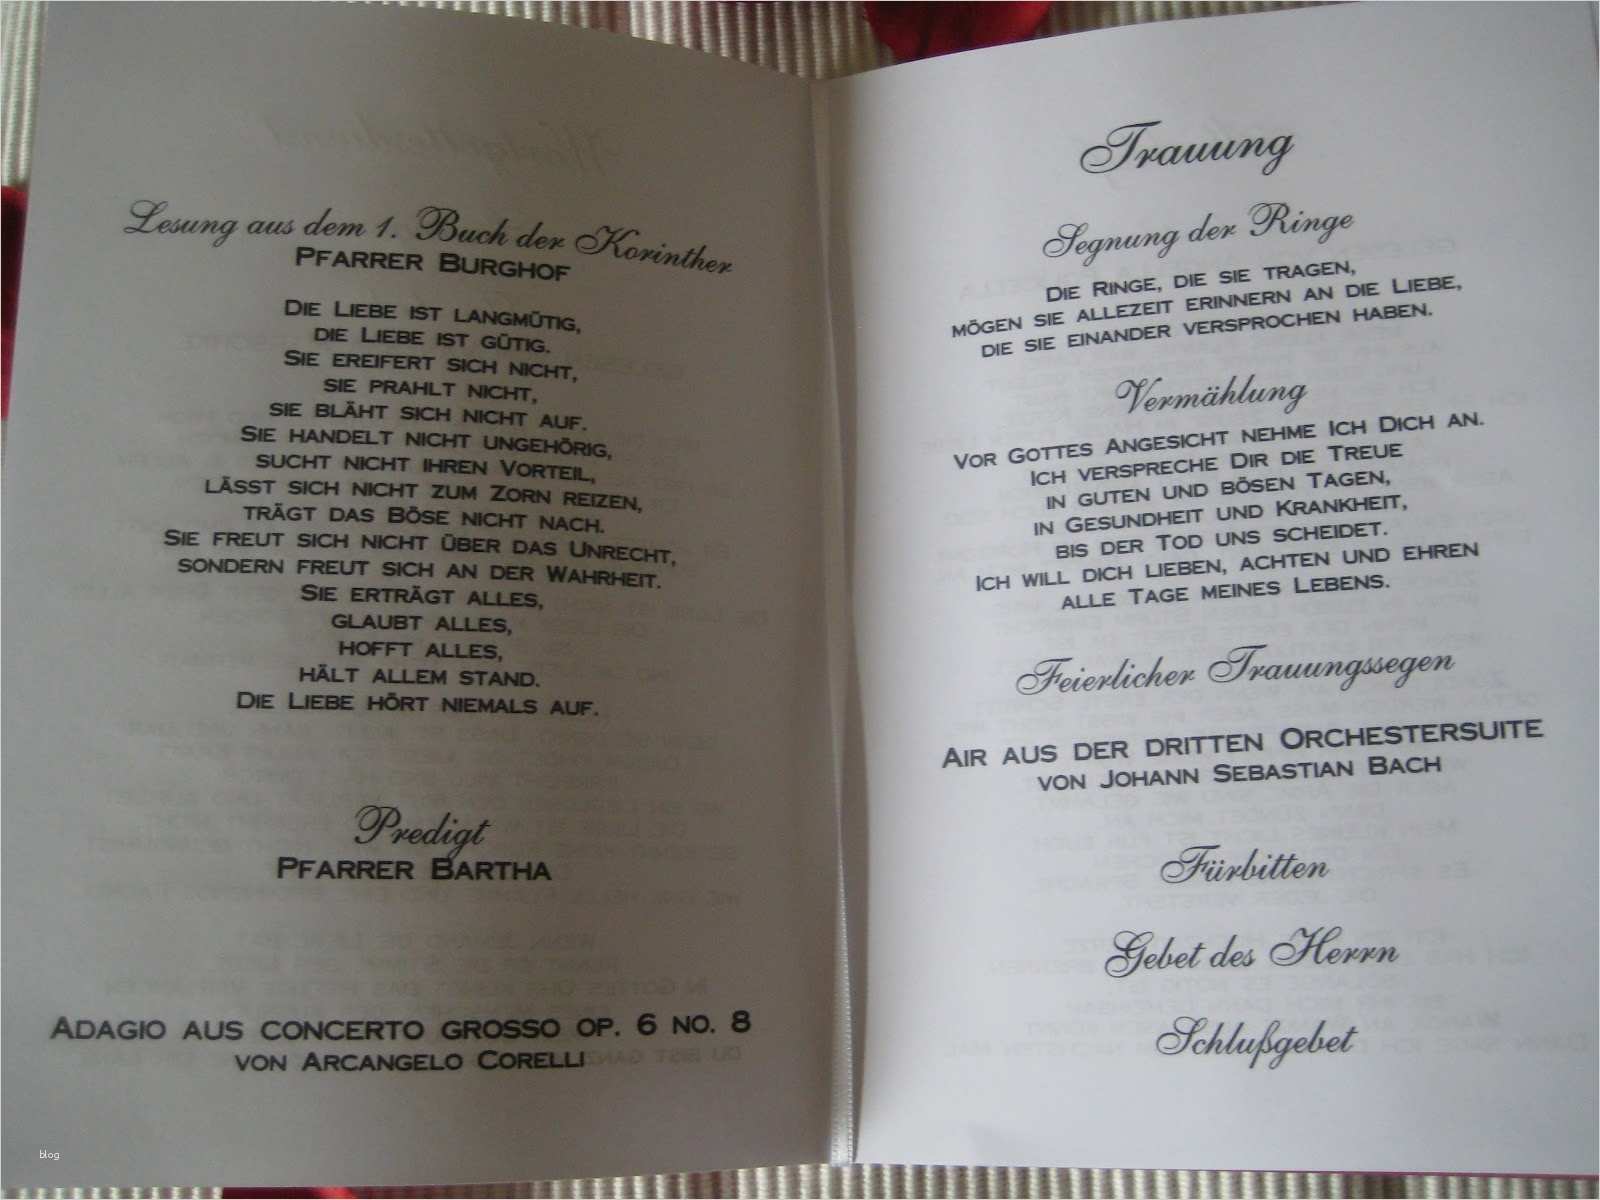 Lesung aus dem 1. Buch der Korinther
Pfarrer Burghof
Die Liebe ist langmütig,
die Liebe ist gütig.
Sie ereifert sich nicht,
sie prahlt nicht,
sie bläht sich nicht auf.
Sie handelt nicht ungehörig,
sucht nicht ihren Vorteil,
lässt sich nicht zum Zorn reizen,
trägt das Böse nicht nach.
Sie freut sich nicht über das Unrecht,
sondern freut sich an der Wahrheit.
Sie erträgt alles,
glaubt alles,
hofft alles,
hält allem stand.
Die Liebe hört niemals auf.
Predigt
Pfarrer Bartha
Adagio aus concerto grosso op. 6 no. 8
von Arcangelo Corelli
blog
Trauung
Segnung der Ringe
Die Ringe, die sie tragen,
mögen sie allezeit erinnern an die Liebe,
die sie einander versprochen haben.
Vermählung
Vor Gottes Angesicht nehme Ich Dich an.
Ich verspreche Dir die Treue
in guten und bösen Tagen,
in Gesundheit und Krankheit,
bis der Tod uns scheidet.
Ich will dich lieben, achten und ehren
alle Tage meines Lebens.
Feierlicher Trauungssegen
Air aus der dritten Orchestersuite
von Johann Sebastian Bach
Fürbitten
Gebet des Herrn
Schlußgebet